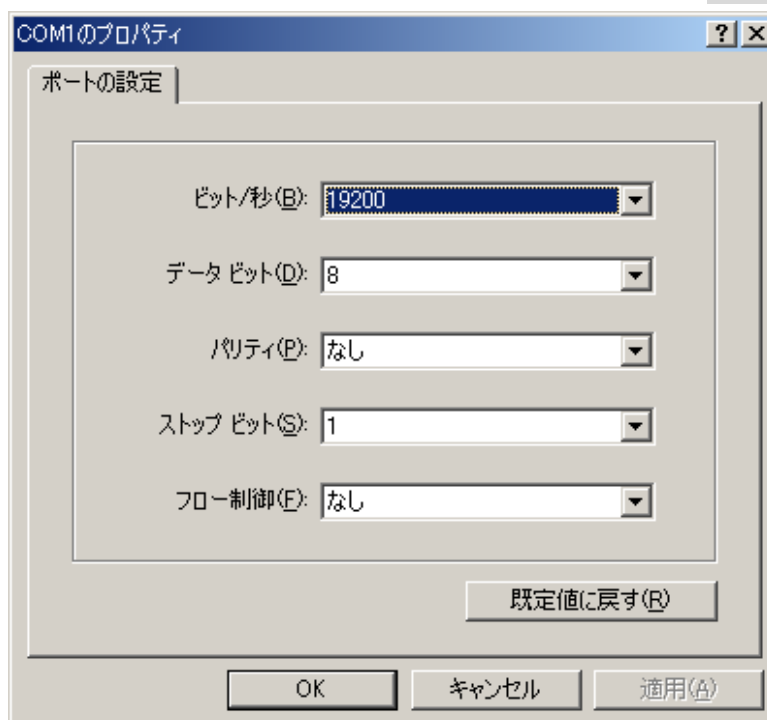 COM1のプロパティ
ポートの設定
ビット/秒(B): 19200
データ ビット(D): 8
パリティ(P): なし
ストップ ビット(S): 1
フロー制御(F): なし
既定値に戻す(R)
OK キャンセル 適用(A)